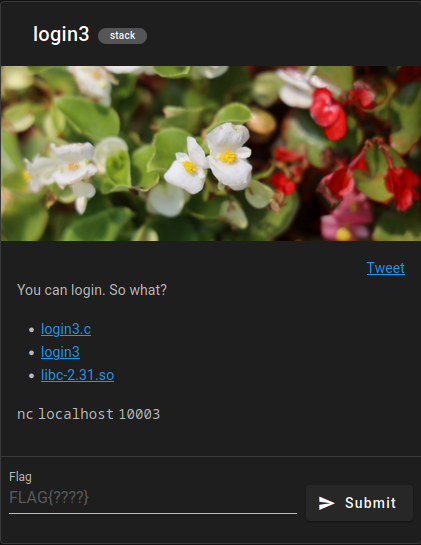 login3 stack
Tweet
You can login. So what?
login3.c
login3
libc-2.31.so
nc localhost 10003
Flag
FLAG{????}
Submit